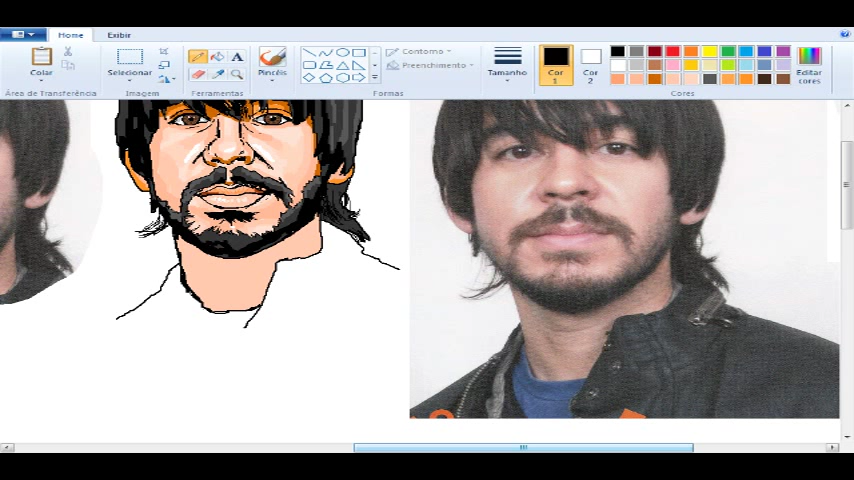 Home Exibir
Colar Selecionar Pincéis Contorno Preenchimento Tamanho Cor 1 Cor 2 Editar cores
Área de Transferência Imagem Ferramentas Formas Cores